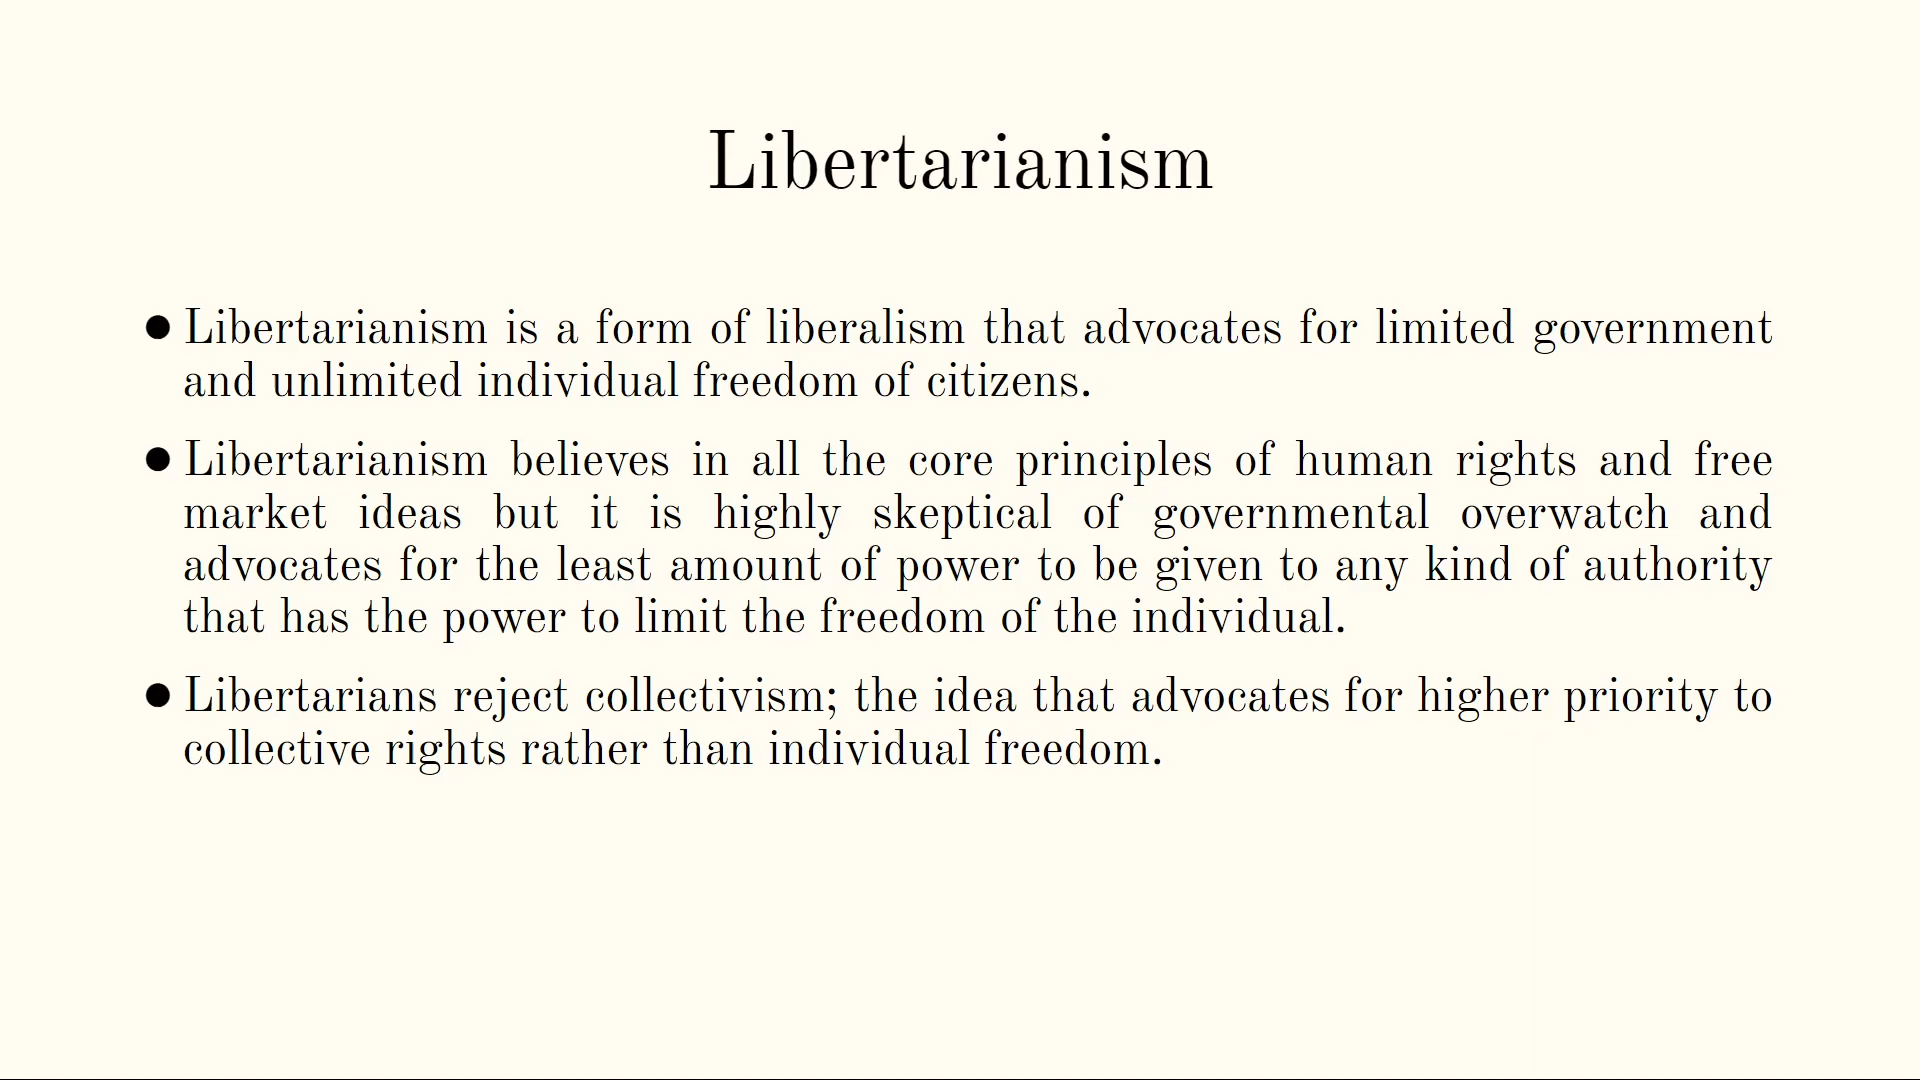 Libertarianism
● Libertarianism is a form of liberalism that advocates for limited government
and unlimited individual freedom of citizens.
● Libertarianism believes in all the core principles of human rights and free
market ideas but it is highly skeptical of governmental overwatch and
advocates for the least amount of power to be given to any kind of authority
that has the power to limit the freedom of the individual.
● Libertarians reject collectivism; the idea that advocates for higher priority to
collective rights rather than individual freedom.